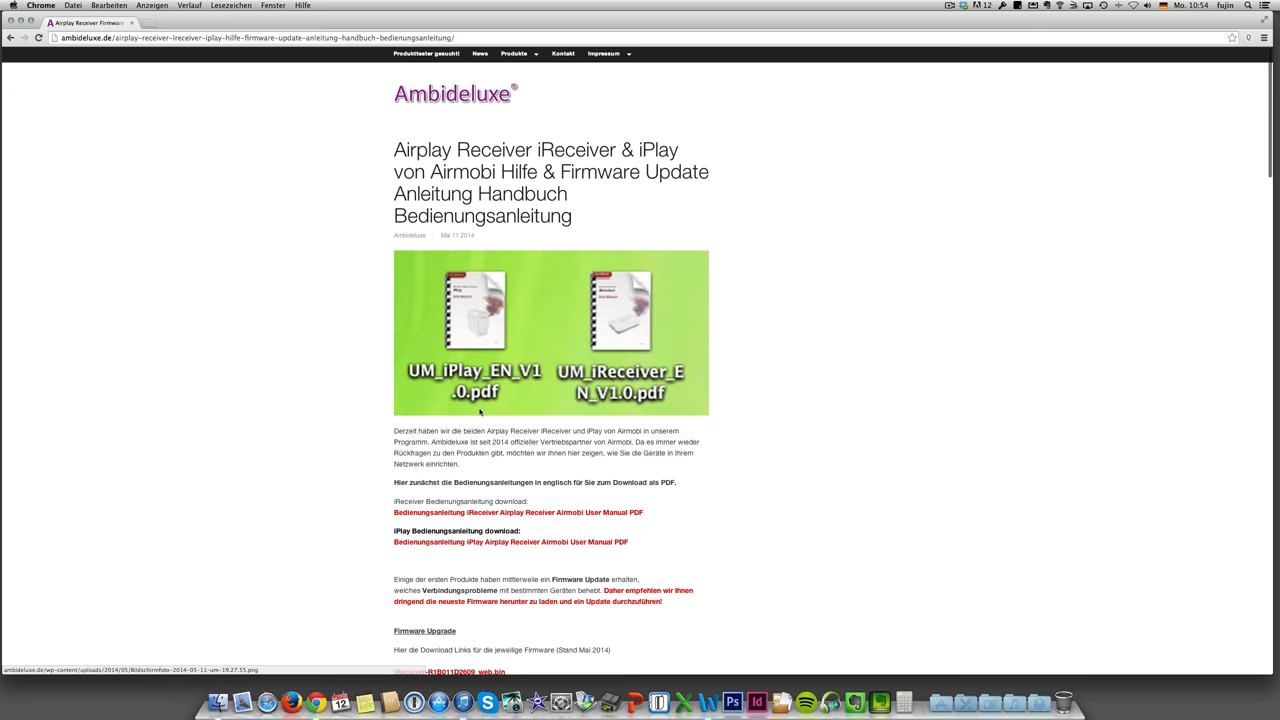 Chrome Datei Bearbeiten Anzeigen Verlauf Lesezeichen Fenster Hilfe 12 Mo. 10:54 fujin
Airplay Receiver Firmware
ambideluxe.de/airplay-receiver-ireceiver-iplay-hilfe-firmware-update-anleitung-handbuch-bedienungsanleitung/
Produkttester gesucht! News Produkte Kontakt Impressum
Ambideluxe®
Airplay Receiver iReceiver & iPlay
von Airmobi Hilfe & Firmware Update
Anleitung Handbuch
Bedienungsanleitung
Ambideluxe Mai 11 2014
UM_iPlay_EN_V1
.0.pdf
UM_iReceiver_E
N_V1.0.pdf
Derzeit haben wir die beiden Airplay Receiver iReceiver und iPlay von Airmobi in unserem
Programm. Ambideluxe ist seit 2014 offizieller Vertriebspartner von Airmobi. Da es immer wieder
Rückfragen zu den Produkten gibt, möchten wir Ihnen hier zeigen, wie Sie die Geräte in Ihrem
Netzwerk einrichten.
Hier zunächst die Bedienungsanleitungen in englisch für Sie zum Download als PDF.
iReceiver Bedienungsanleitung download:
Bedienungsanleitung iReceiver Airplay Receiver Airmobi User Manual PDF
iPlay Bedienungsanleitung download:
Bedienungsanleitung iPlay Airplay Receiver Airmobi User Manual PDF
Einige der ersten Produkte haben mittlerweile ein Firmware Update erhalten,
welches Verbindungsprobleme mit bestimmten Geräten behebt. Daher empfehlen wir Ihnen
dringend die neueste Firmware herunter zu laden und ein Update durchzuführen!
Firmware Upgrade
Hier die Download Links für die jeweilige Firmware (Stand Mai 2014)
iReceiver-R1B011D2609_web.bin
ambideluxe.de/wp-content/uploads/2014/05/Bildschirmfoto-2014-05-11-um-19.27.55.png
12
Ps Id